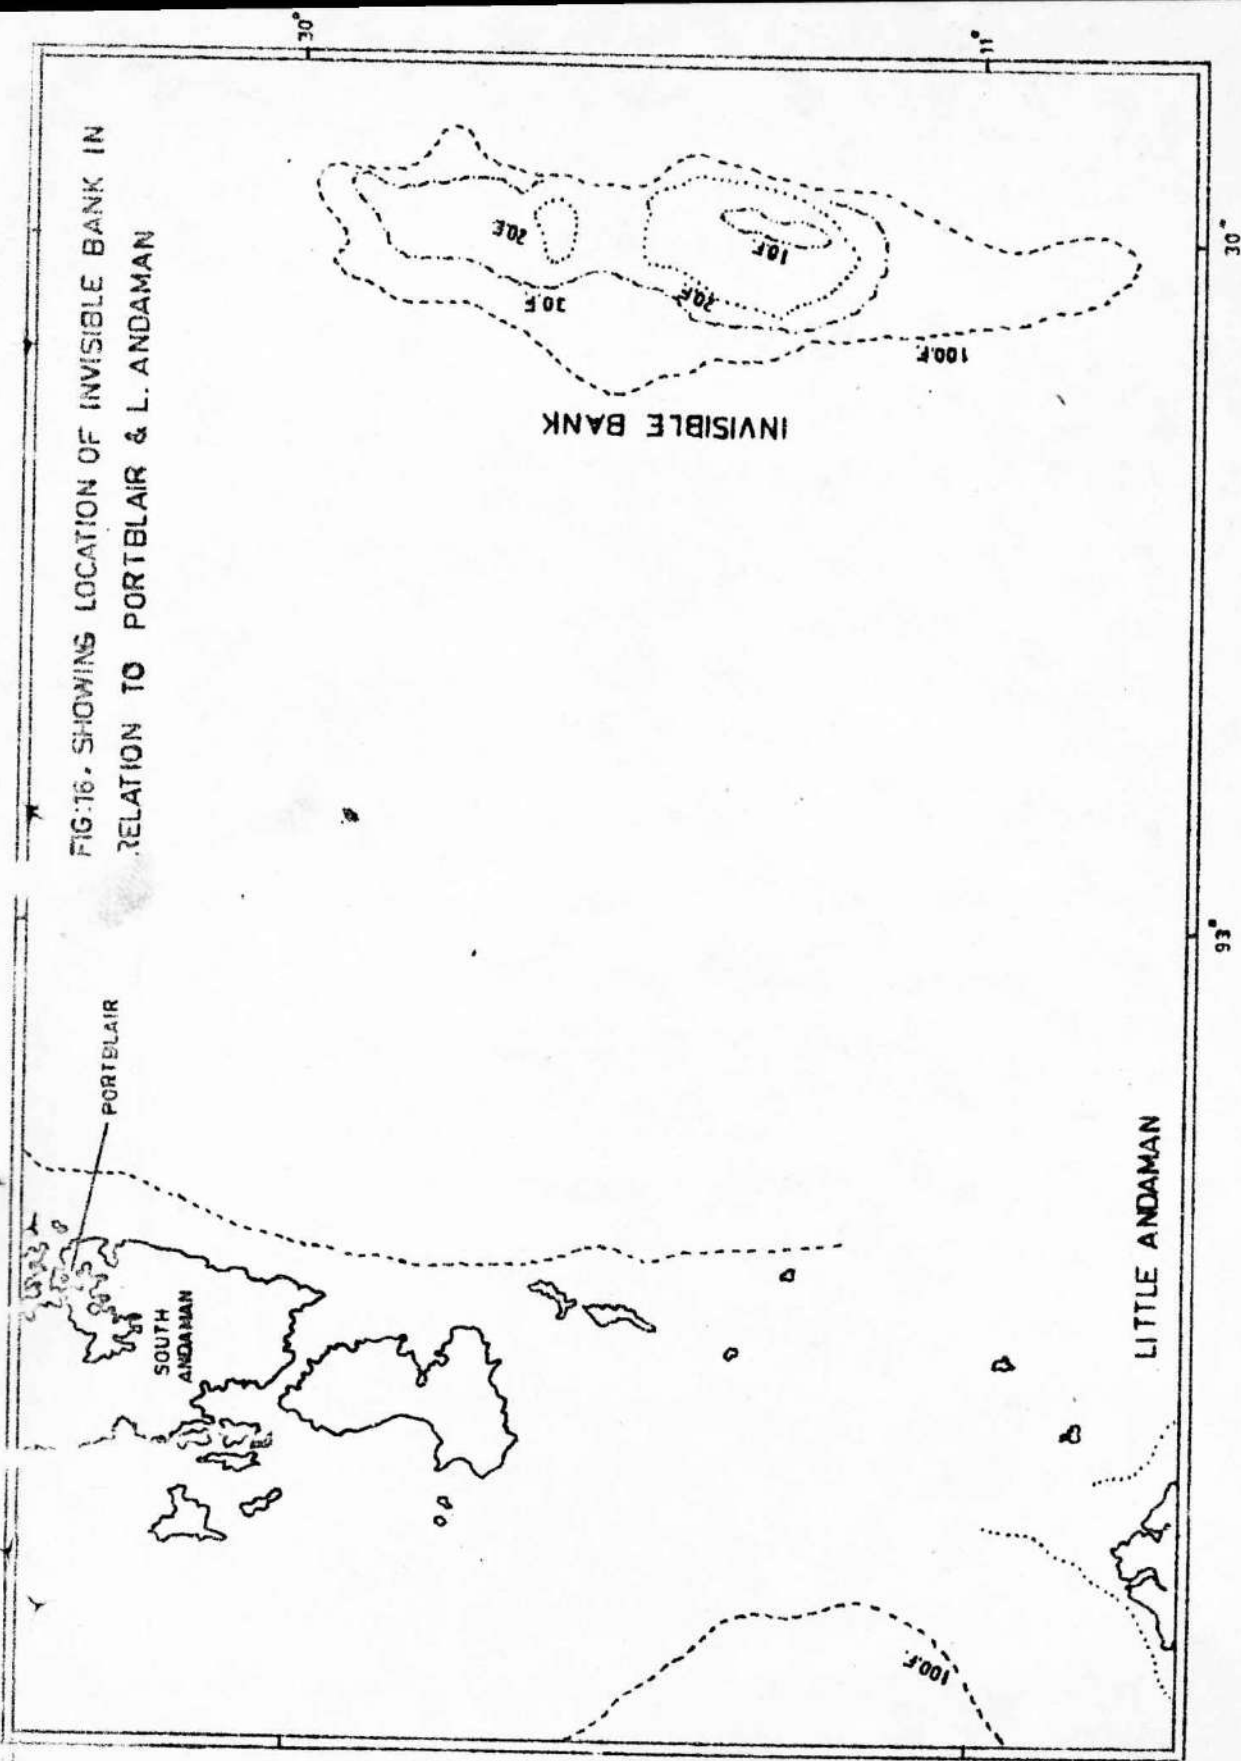 FIG:16. SHOWING LOCATION OF INVISIBLE BANK IN
RELATION TO PORTBLAIR & L. ANDAMAN
PORTBLAIR
SOUTH
ANDAMAN
30°
11°
20.F.
30.F.
20.F.
10.F.
100.F.
INVISIBLE BANK
100.F.
LITTLE ANDAMAN
93°
30°